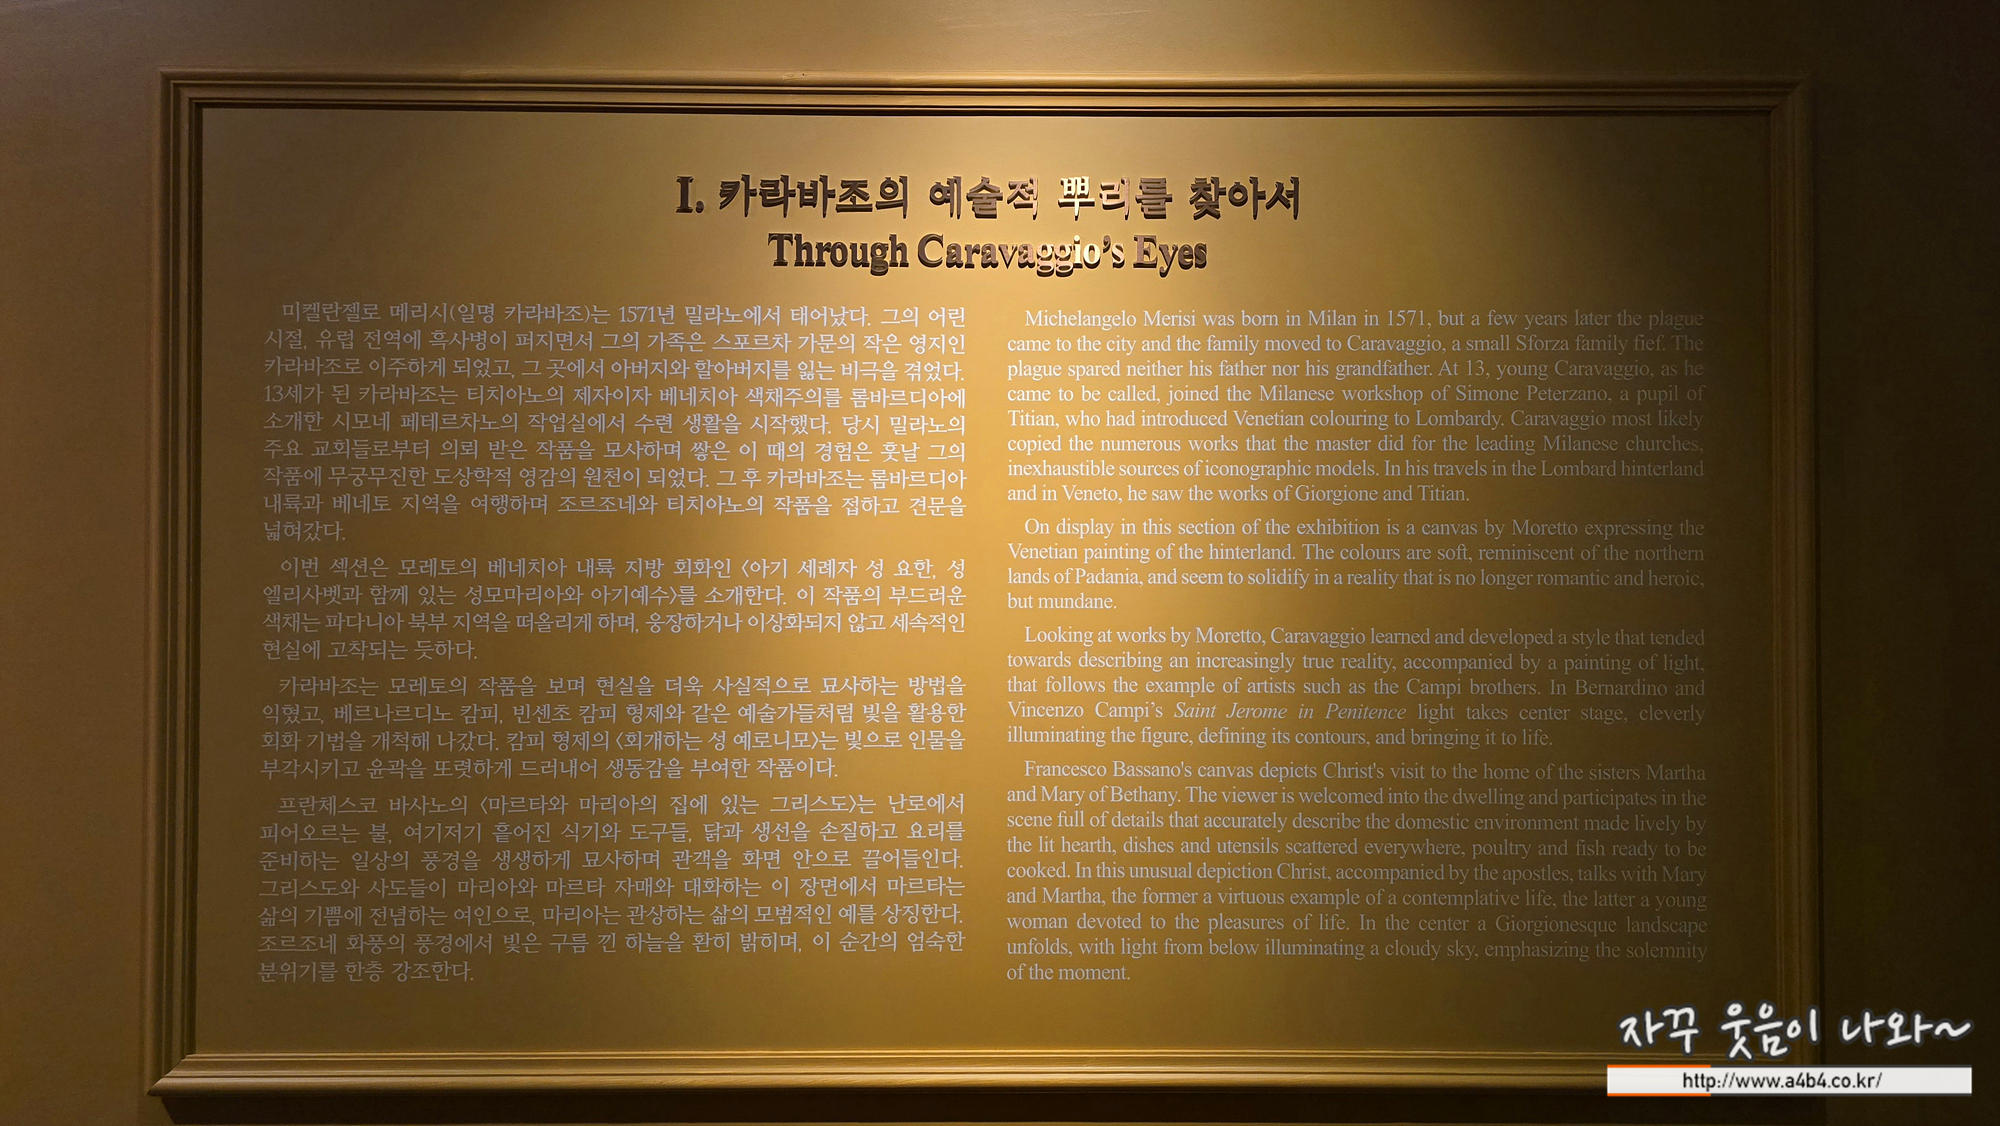 I. 카라바조의 예술적 뿌리를 찾아서
Through Caravaggio's Eyes
미켈란젤로 메리시(일명 카라바조)는 1571년 밀라노에서 태어났다. 그의 어린
시절, 유럽 전역에 흑사병이 퍼지면서 그의 가족은 스포르차 가문의 작은 영지인
카라바조로 이주하게 되었고, 그 곳에서 아버지와 할아버지를 잃는 비극을 겪었다.
13세가 된 카라바조는 티치아노의 제자이자 베네치아 색채주의를 롬바르디아에
소개한 시모네 페테르차노의 작업실에서 수련 생활을 시작했다. 당시 밀라노의
주요 교회들로부터 의뢰 받은 작품을 모사하며 쌓은 이 때의 경험은 훗날 그의
작품에 무궁무진한 도상학적 영감의 원천이 되었다. 그 후 카라바조는 롬바르디아
내륙과 베네토 지역을 여행하며 조르조네와 티치아노의 작품을 접하고 견문을
넓혀갔다.
이번 섹션은 모레토의 베네치아 내륙 지방 회화인 〈아기 세례자 성 요한, 성
엘리사벳과 함께 있는 성모마리아와 아기예수〉를 소개한다. 이 작품의 부드러운
색채는 파다니아 북부 지역을 떠올리게 하며, 웅장하거나 이상화되지 않고 세속적인
현실에 고착되는 듯하다.
카라바조는 모레토의 작품을 보며 현실을 더욱 사실적으로 묘사하는 방법을
익혔고, 베르나르디노 캄피, 빈센초 캄피 형제와 같은 예술가들처럼 빛을 활용한
회화 기법을 개척해 나갔다. 캄피 형제의 〈회개하는 성 예로니모〉는 빛으로 인물을
부각시키고 윤곽을 또렷하게 드러내어 생동감을 부여한 작품이다.
프란체스코 바사노의 〈마르타와 마리아의 집에 있는 그리스도〉는 난로에서
피어오르는 불, 여기저기 흩어진 식기와 도구들, 닭과 생선을 손질하고 요리를
준비하는 일상의 풍경을 생생하게 묘사하며 관객을 화면 안으로 끌어들인다.
그리스도와 사도들이 마리아와 마르타 자매와 대화하는 이 장면에서 마르타는
삶의 기쁨에 전념하는 여인으로, 마리아는 관상하는 삶의 모범적인 예를 상징한다.
조르조네 화풍의 풍경에서 빛은 구름 낀 하늘을 환히 밝히며, 이 순간의 엄숙한
분위기를 한층 강조한다.
Michelangelo Merisi was born in Milan in 1571, but a few years later the plague
came to the city and the family moved to Caravaggio, a small Sforza family fief. The
plague spared neither his father nor his grandfather. At 13, young Caravaggio, as he
came to be called, joined the Milanese workshop of Simone Peterzano, a pupil of
Titian, who had introduced Venetian colouring to Lombardy. Caravaggio most likely
copied the numerous works that the master did for the leading Milanese churches,
inexhaustible sources of iconographic models. In his travels in the Lombard hinterland
and in Veneto, he saw the works of Giorgione and Titian.
On display in this section of the exhibition is a canvas by Moretto expressing the
Venetian painting of the hinterland. The colours are soft, reminiscent of the northern
lands of Padania, and seem to solidify in a reality that is no longer romantic and heroic,
but mundane.
Looking at works by Moretto, Caravaggio learned and developed a style that tended
towards describing an increasingly true reality, accompanied by a painting of light,
that follows the example of artists such as the Campi brothers. In Bernardino and
Vincenzo Campi's Saint Jerome in Penitence light takes center stage, cleverly
illuminating the figure, defining its contours, and bringing it to life.
Francesco Bassano's canvas depicts Christ's visit to the home of the sisters Martha
and Mary of Bethany. The viewer is welcomed into the dwelling and participates in the
scene full of details that accurately describe the domestic environment made lively by
the lit hearth, dishes and utensils scattered everywhere, poultry and fish ready to be
cooked. In this unusual depiction Christ, accompanied by the apostles, talks with Mary
and Martha, the former a virtuous example of a contemplative life, the latter a young
woman devoted to the pleasures of life. In the center a Giorgionesque landscape
unfolds, with light from below illuminating a cloudy sky, emphasizing the solemnity
of the moment.
자꾸 웃음이 나와~
http://www.a4b4.co.kr/